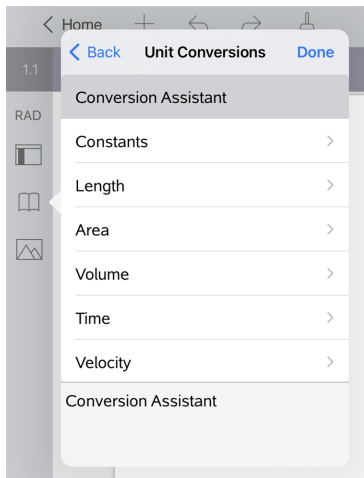 Home
Back Unit Conversions Done
1.1
Conversion Assistant
RAD
Constants
Length
Area
Volume
Time
Velocity
Conversion Assistant